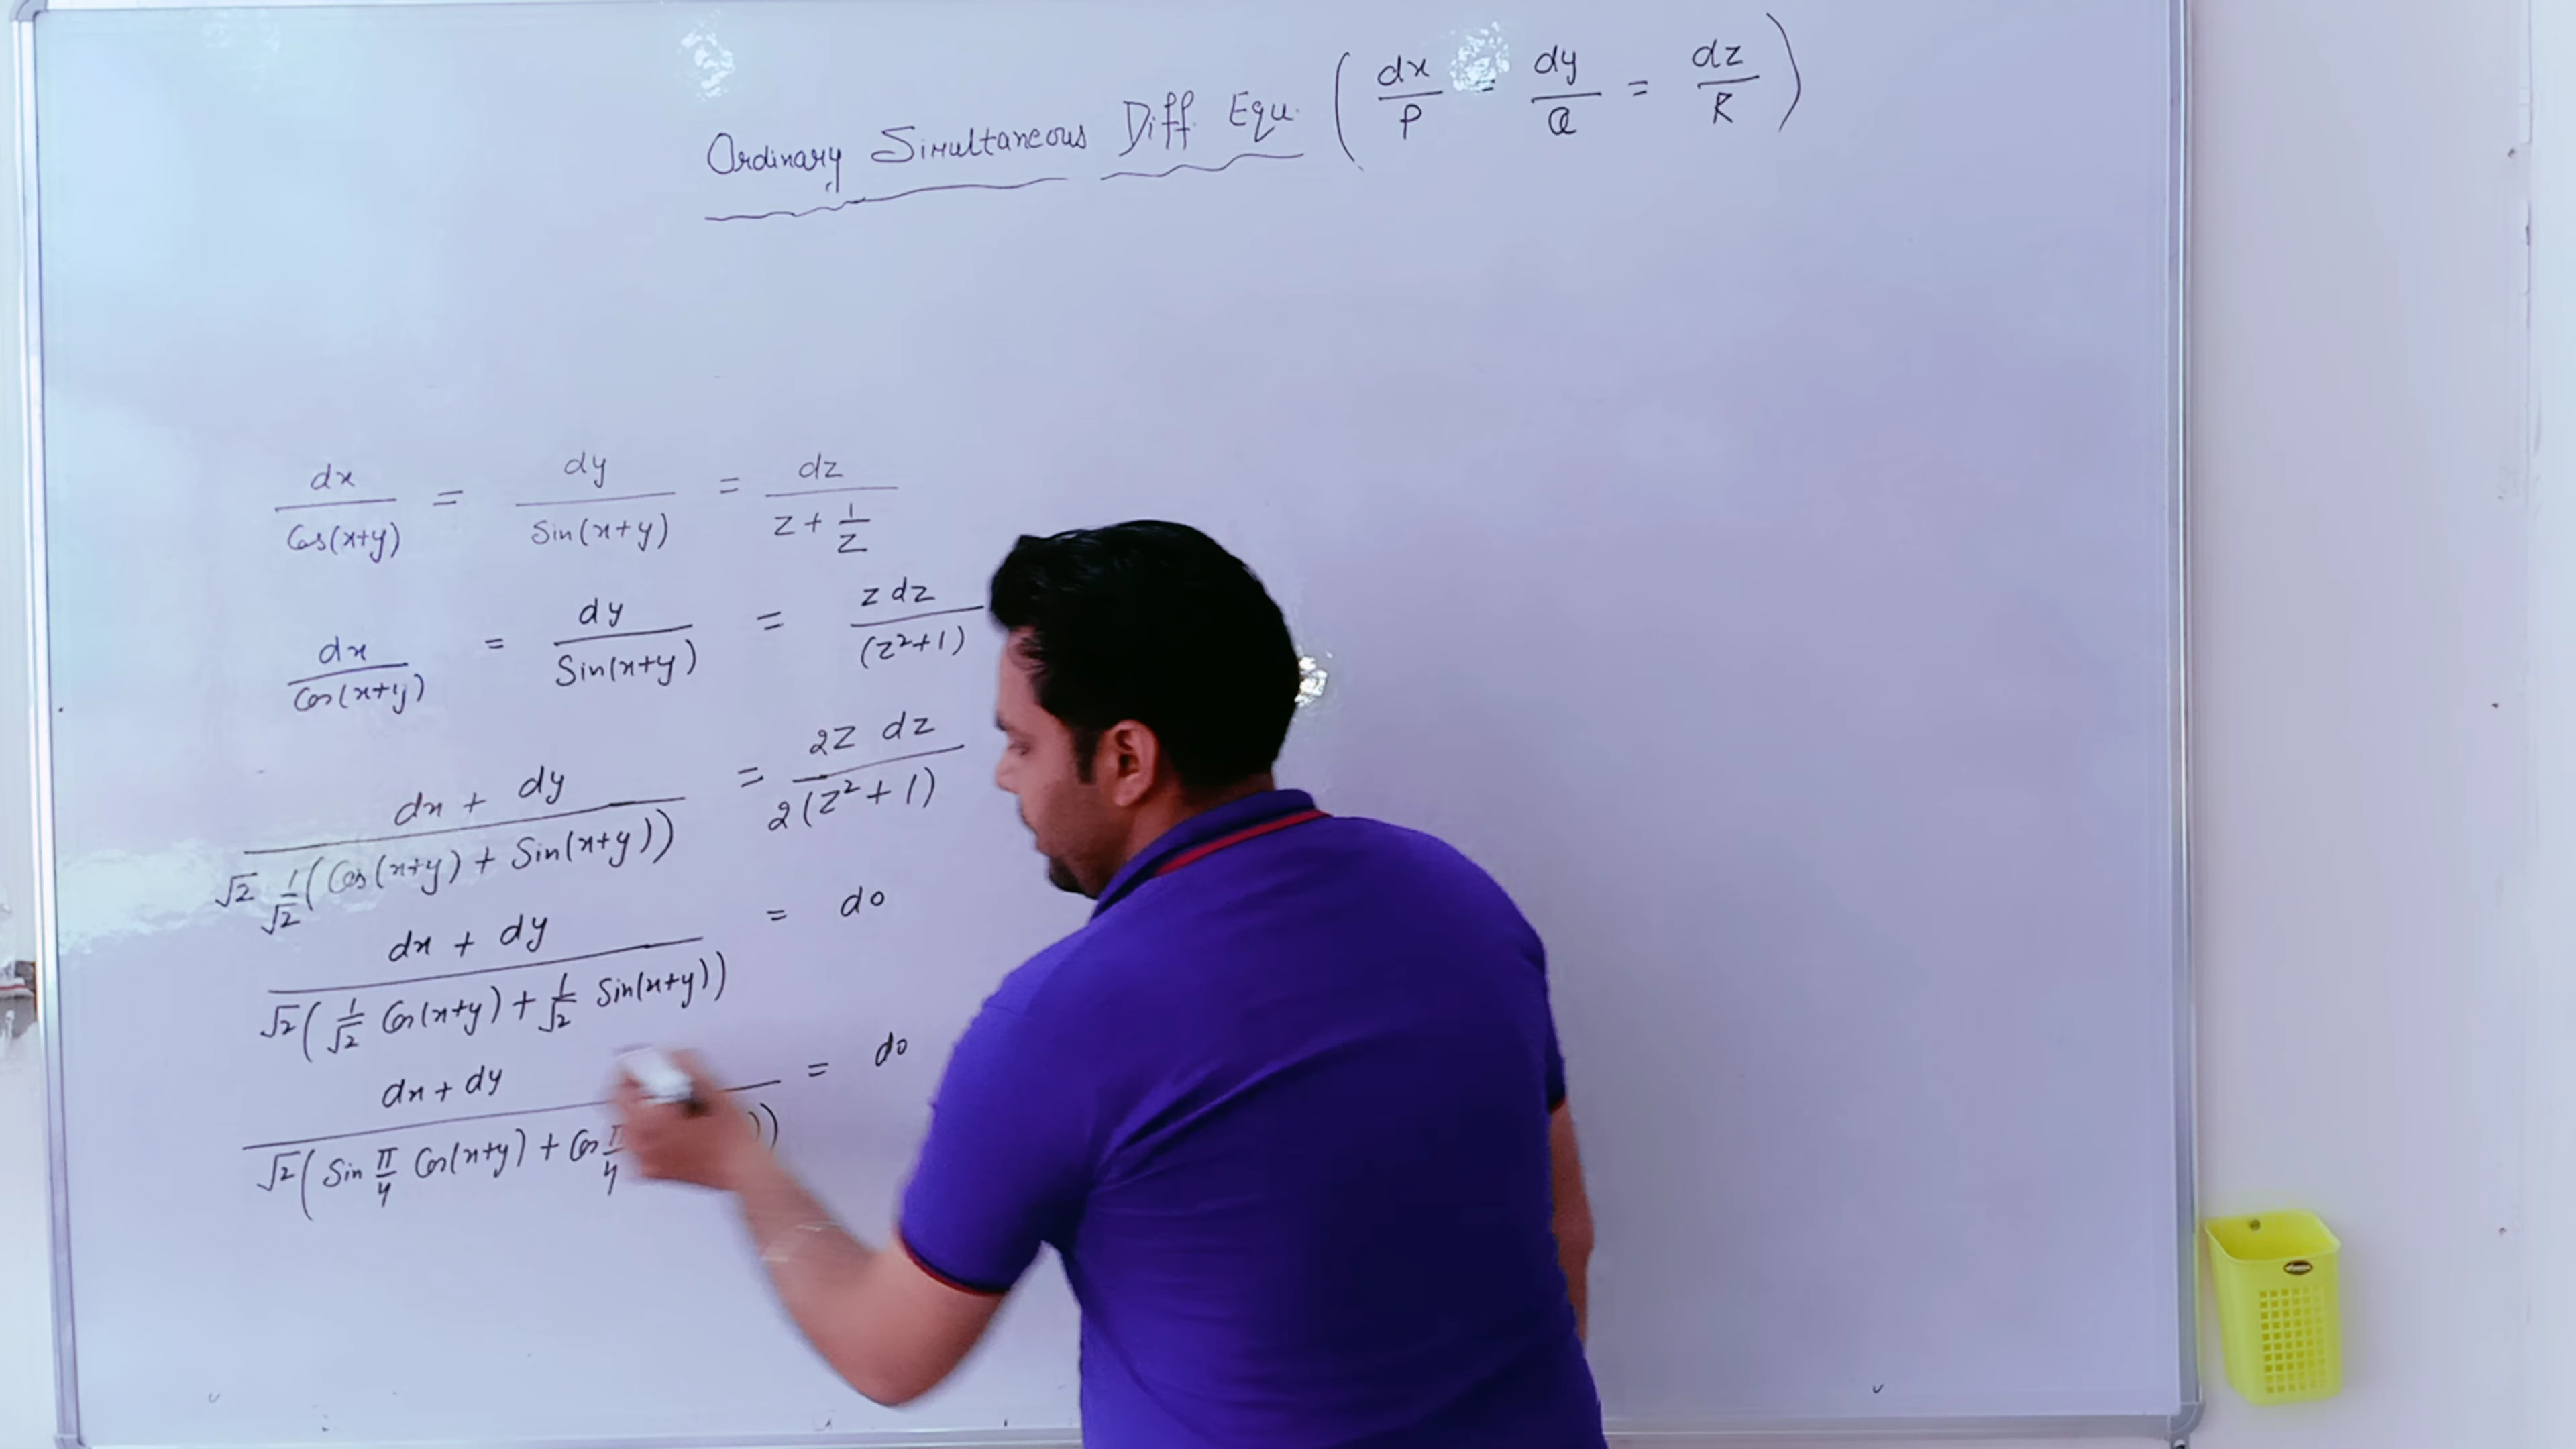 Ordinary Simultaneous Diff. Equ. (dx/P = dy/Q = dz/R)
dx/Cos(x+y) = dy/Sin(x+y) = dz/(z + 1/z)
dx/Cos(x+y) = dy/Sin(x+y) = z dz/(z²+1)
dx + dy/√2 1/√2 (Cos(x+y) + Sin(x+y)) = 2z dz/2(z²+1)
dx + dy/√2(1/√2 Cos(x+y) + 1/√2 Sin(x+y)) = do
dx + dy/√2(Sin π/4 Cos(x+y) + Cos π/4 )) = do